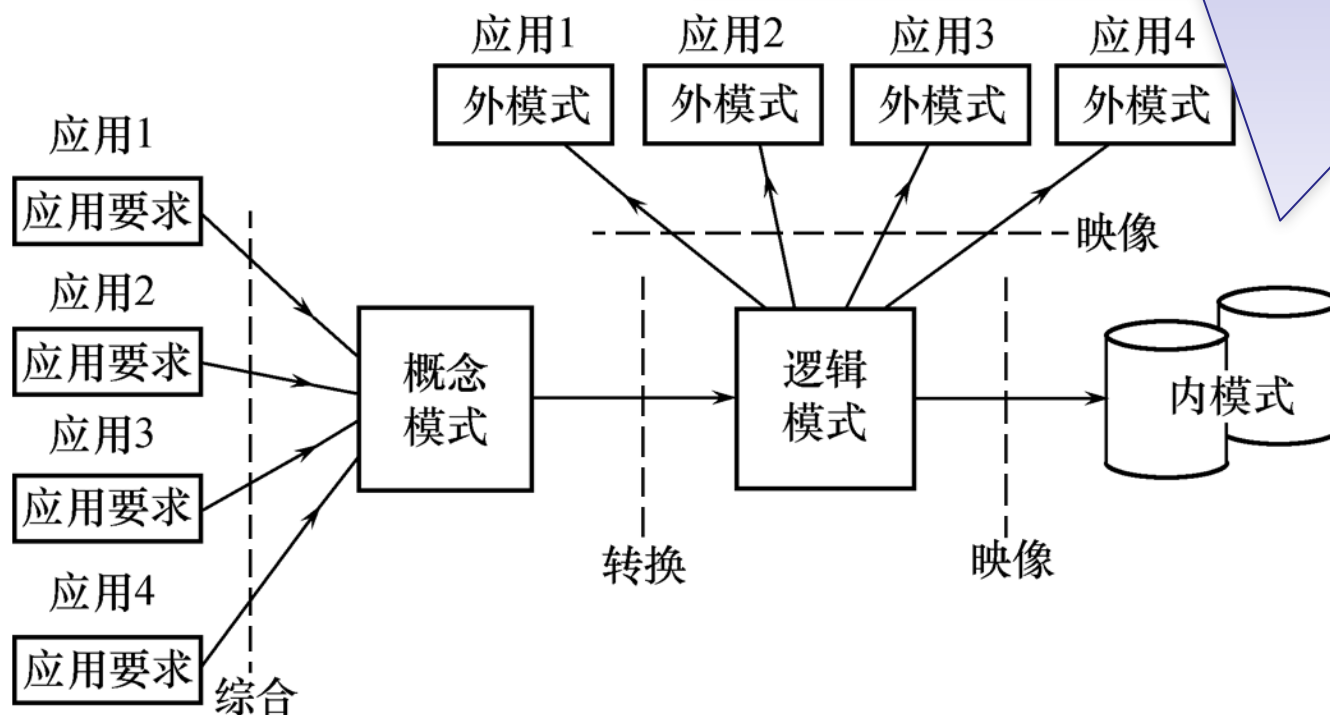 应用1
应用2
应用3
应用4
外模式
外模式
外模式
外模式
映像
应用1
应用要求
应用2
应用要求
应用3
应用要求
应用4
应用要求
综合
概念
模式
转换
逻辑
模式
映像
内模式